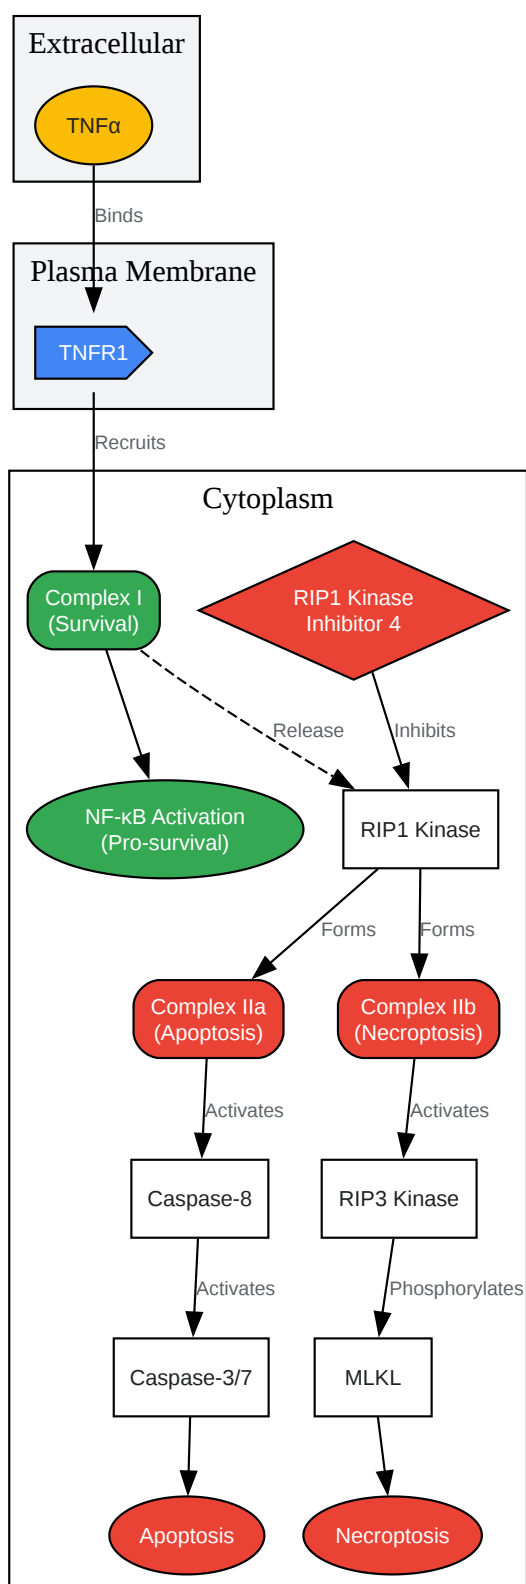 Extracellular
TNFα
Binds
Plasma Membrane
TNFR1
Recruits
Cytoplasm
Complex I
(Survival)
RIP1 Kinase
Inhibitor 4
Release
Inhibits
NF-κB Activation
(Pro-survival)
RIP1 Kinase
Forms
Forms
Complex IIa
(Apoptosis)
Complex IIb
(Necroptosis)
Activates
Activates
Caspase-8
RIP3 Kinase
Activates
Phosphorylates
Caspase-3/7
MLKL
Apoptosis
Necroptosis